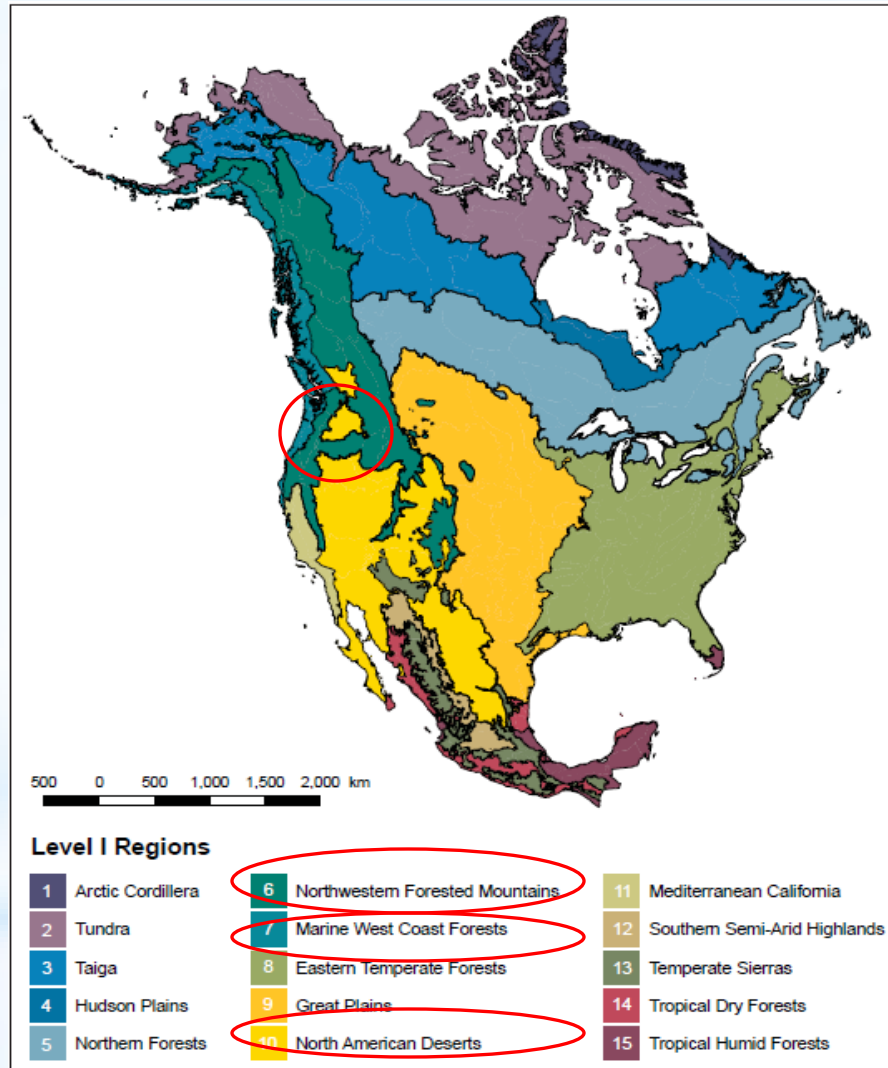 500 0 500 1,000 1,500 2,000 km
Level I Regions
1 Arctic Cordillera
2 Tundra
3 Taiga
4 Hudson Plains
5 Northern Forests
6 Northwestern Forested Mountains
7 Marine West Coast Forests
8 Eastern Temperate Forests
9 Great Plains
10 North American Deserts
11 Mediterranean California
12 Southern Semi-Arid Highlands
13 Temperate Sierras
14 Tropical Dry Forests
15 Tropical Humid Forests